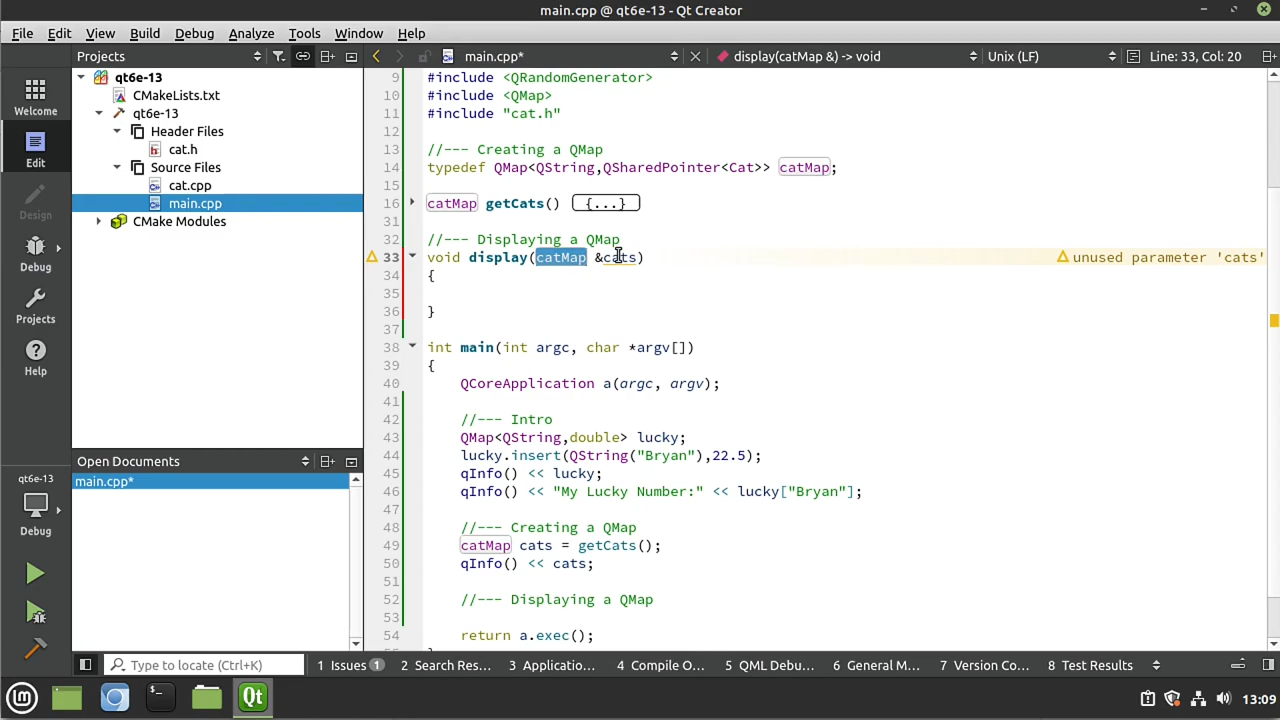 main.cpp @ qt6e-13 - Qt Creator
File Edit View Build Debug Analyze Tools Window Help
Projects
main.cpp*
display(catMap &) -> void
Unix (LF)
Line: 33, Col: 20
Welcome
Edit
Design
Debug
Projects
Help
qt6e-13
Debug
qt6e-13
CMakeLists.txt
qt6e-13
Header Files
cat.h
Source Files
cat.cpp
main.cpp
CMake Modules
Open Documents
main.cpp*
9 #include <QRandomGenerator>
10 #include <QMap>
11 #include "cat.h"
12
13 //--- Creating a QMap
14 typedef QMap<QString,QSharedPointer<Cat>> catMap;
15
16 catMap getCats() {...}
31
32 //--- Displaying a QMap
33 void display(catMap &cats) unused parameter 'cats'
34 {
35
36 }
37
38 int main(int argc, char *argv[])
39 {
40 QCoreApplication a(argc, argv);
41
42 //--- Intro
43 QMap<QString,double> lucky;
44 lucky.insert(QString("Bryan"),22.5);
45 qInfo() << lucky;
46 qInfo() << "My Lucky Number:" << lucky["Bryan"];
47
48 //--- Creating a QMap
49 catMap cats = getCats();
50 qInfo() << cats;
51
52 //--- Displaying a QMap
53
54 return a.exec();
Type to locate (Ctrl+K)
1 Issues 1
2 Search Res...
3 Applicatio...
4 Compile O...
5 QML Debu...
6 General M...
7 Version Co...
8 Test Results
13:09